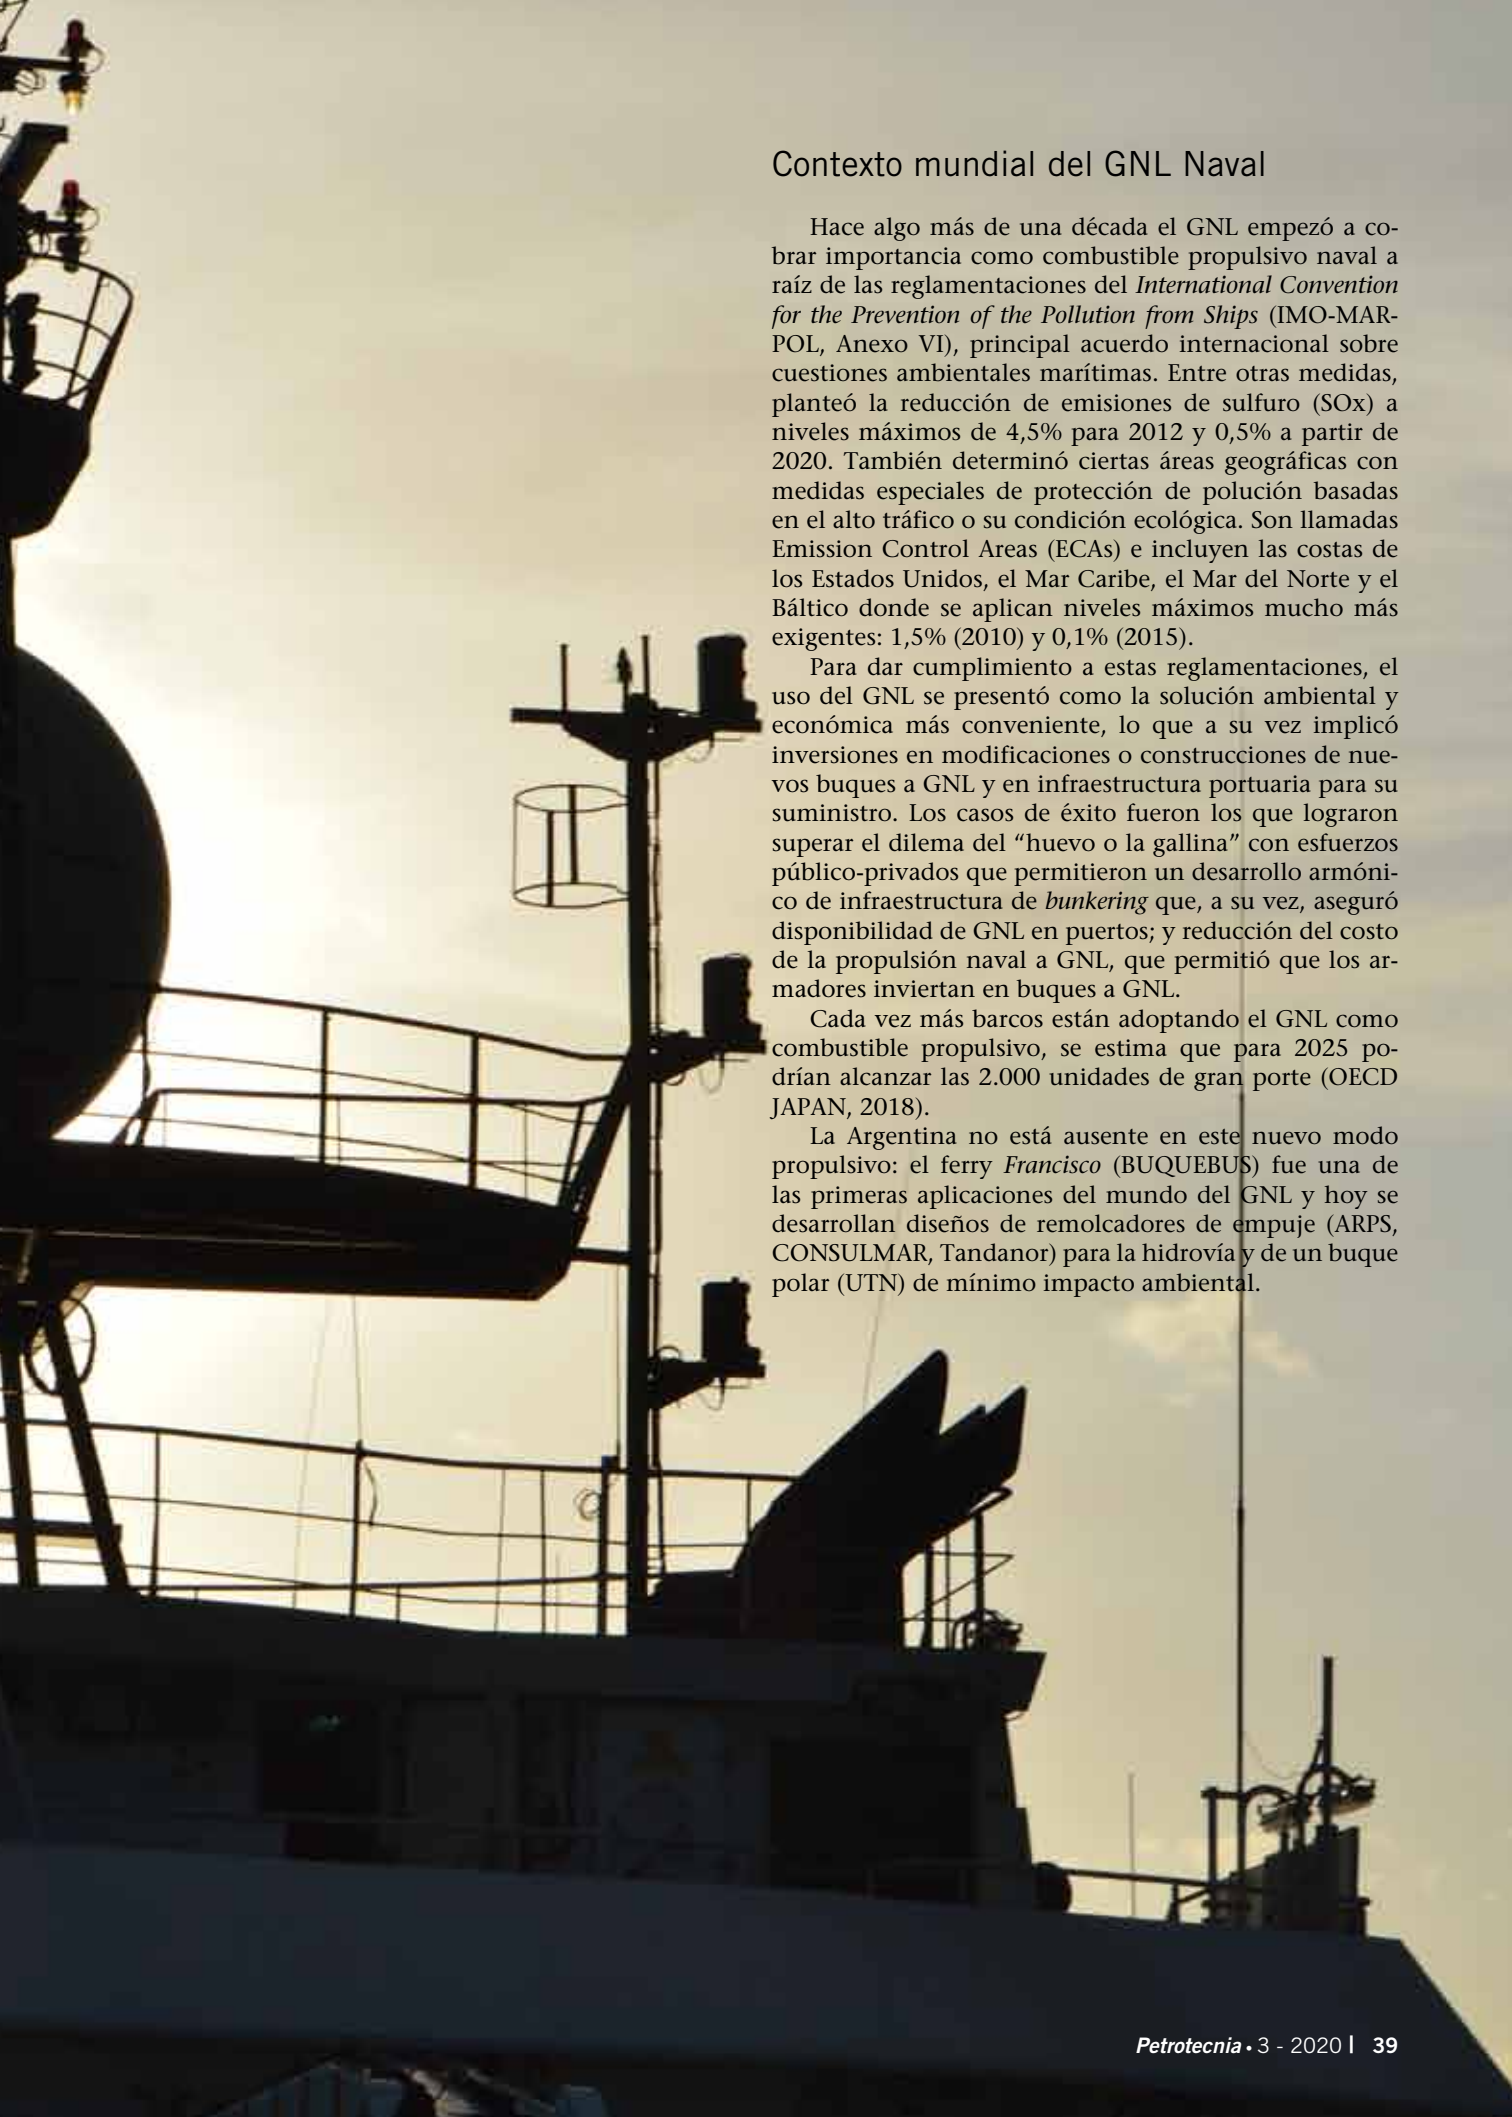 Contexto mundial del GNL Naval
Hace algo más de una década el GNL empezó a co-
brar importancia como combustible propulsivo naval a
raíz de las reglamentaciones del International Convention
for the Prevention of the Pollution from Ships (IMO-MAR-
POL, Anexo VI), principal acuerdo internacional sobre
cuestiones ambientales marítimas. Entre otras medidas,
planteó la reducción de emisiones de sulfuro (SOx) a
niveles máximos de 4,5% para 2012 y 0,5% a partir de
2020. También determinó ciertas áreas geográficas con
medidas especiales de protección de polución basadas
en el alto tráfico o su condición ecológica. Son llamadas
Emission Control Areas (ECAs) e incluyen las costas de
los Estados Unidos, el Mar Caribe, el Mar del Norte y el
Báltico donde se aplican niveles máximos mucho más
exigentes: 1,5% (2010) y 0,1% (2015).
Para dar cumplimiento a estas reglamentaciones, el
uso del GNL se presentó como la solución ambiental y
económica más conveniente, lo que a su vez implicó
inversiones en modificaciones o construcciones de nue-
vos buques a GNL y en infraestructura portuaria para su
suministro. Los casos de éxito fueron los que lograron
superar el dilema del “huevo o la gallina” con esfuerzos
público-privados que permitieron un desarrollo armóni-
co de infraestructura de bunkering que, a su vez, aseguró
disponibilidad de GNL en puertos; y reducción del costo
de la propulsión naval a GNL, que permitió que los ar-
madores inviertan en buques a GNL.
Cada vez más barcos están adoptando el GNL como
combustible propulsivo, se estima que para 2025 po-
drían alcanzar las 2.000 unidades de gran porte (OECD
JAPAN, 2018).
La Argentina no está ausente en este nuevo modo
propulsivo: el ferry Francisco (BUQUEBUS) fue una de
las primeras aplicaciones del mundo del GNL y hoy se
desarrollan diseños de remolcadores de empuje (ARPS,
CONSULMAR, Tandanor) para la hidrovía y de un buque
polar (UTN) de mínimo impacto ambiental.
Petrotecnia • 3 - 2020 | 39